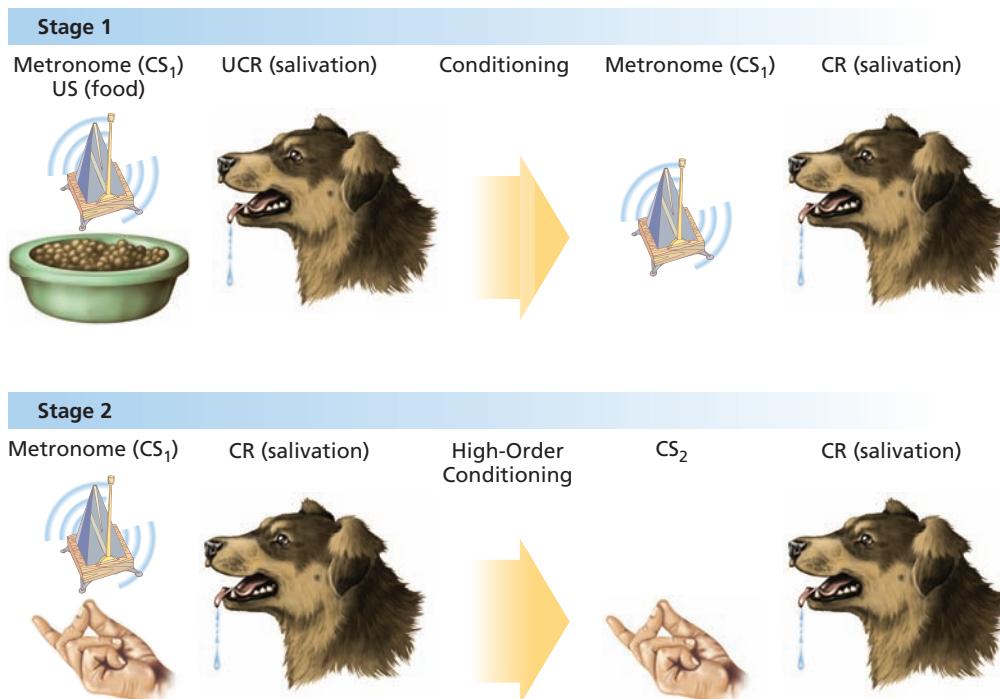 Stage 1
Metronome (CS₁)
US (food)
UCR (salivation)
Conditioning
Metronome (CS₁)
CR (salivation)
Stage 2
Metronome (CS₁)
CR (salivation)
High-Order
Conditioning
CS₂
CR (salivation)